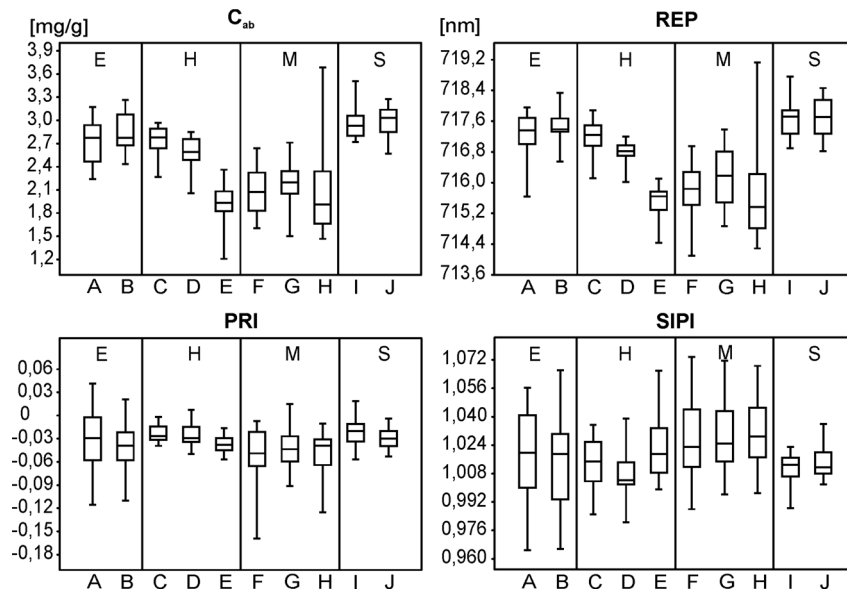 C_ab
[mg/g]
E H M S
3,9
3,6
3,3
3,0
2,7
2,4
2,1
1,8
1,5
1,2
A B C D E F G H I J
REP
[nm]
E H M S
719,2
718,4
717,6
716,8
716,0
715,2
714,4
713,6
A B C D E F G H I J
PRI
E H M S
0,06
0,03
0
-0,03
-0,06
-0,09
-0,12
-0,15
-0,18
A B C D E F G H I J
SIPI
E H M S
1,072
1,056
1,040
1,024
1,008
0,992
0,976
0,960
A B C D E F G H I J